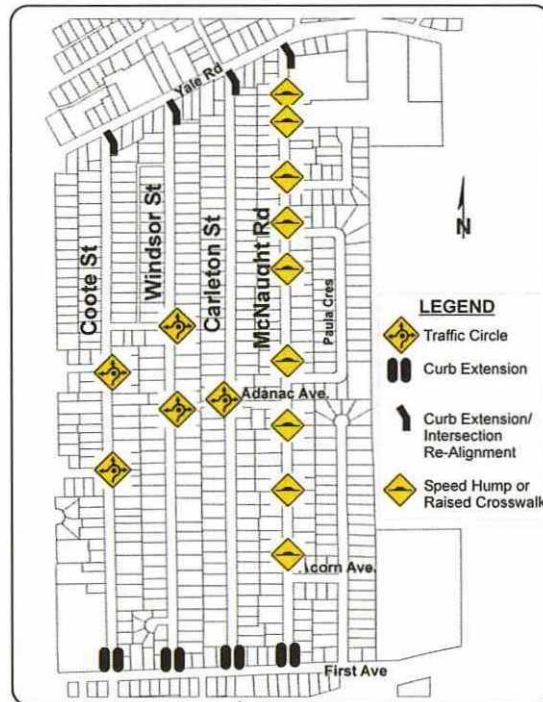 Yale Rd
Coote St
Windsor St
Carleton St
McNaught Rd
Paula Cres
N
Adanac Ave.
Acorn Ave.
First Ave
LEGEND
Traffic Circle
Curb Extension
Curb Extension/
Intersection
Re-Alignment
Speed Hump or
Raised Crosswalk